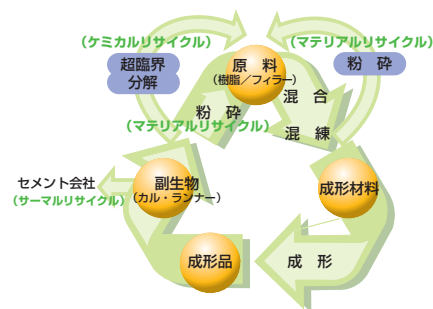 (ケミカルリサイクル)
(マテリアルリサイクル)
超臨界
分解
原 料
(樹脂／フィラー)
粉 砕
粉 砕
混 合
(マテリアルリサイクル)
混 練
セメント会社
(サーマルリサイクル)
副生物
(カル・ランナー)
成形材料
成形品
成 形